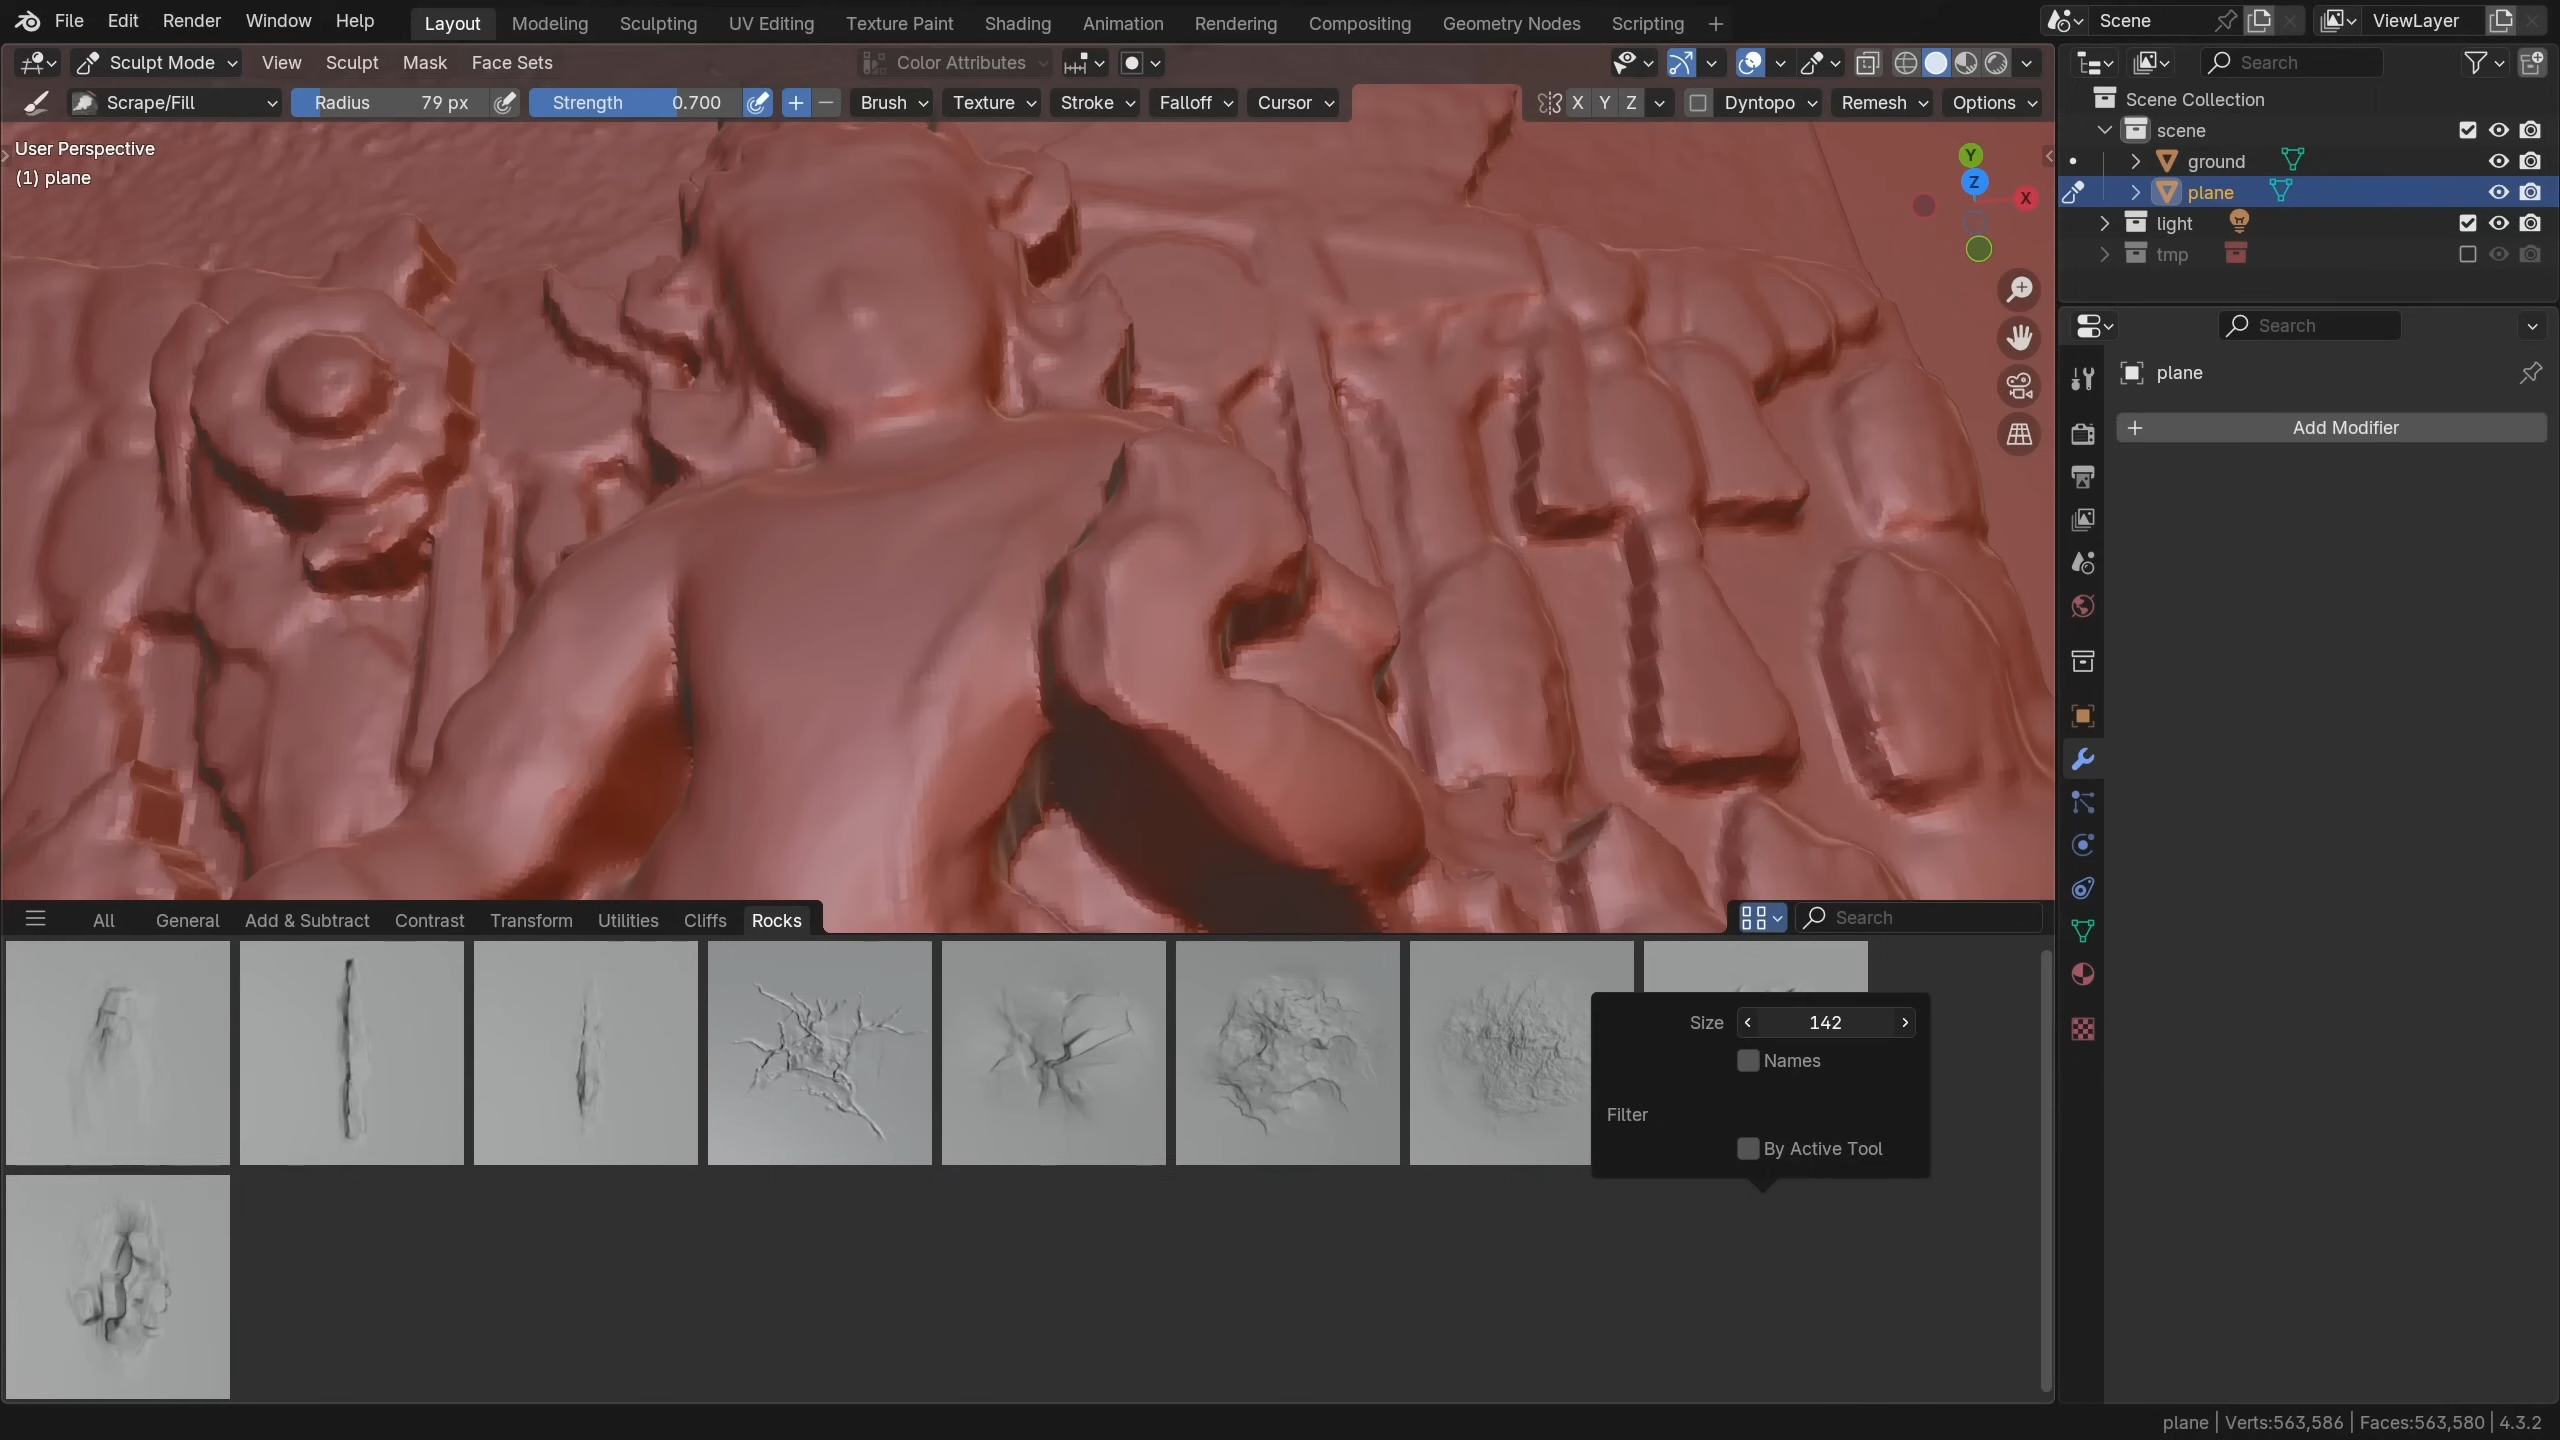 File Edit Render Window Help Layout Modeling Sculpting UV Editing Texture Paint Shading Animation Rendering Compositing Geometry Nodes Scripting + Scene ViewLayer
Sculpt Mode View Sculpt Mask Face Sets Color Attributes Search
Scrape/Fill Radius 79 px Strength 0.700 + − Brush Texture Stroke Falloff Cursor X Y Z Dyntopo Remesh Options
Scene Collection
scene
ground
plane
light
tmp
User Perspective
(1) plane
Y
Z
X
Search
plane
+ Add Modifier
All General Add & Subtract Contrast Transform Utilities Cliffs Rocks Search
Size 142
Names
Filter
By Active Tool
plane | Verts:563,586 | Faces:563,580 | 4.3.2